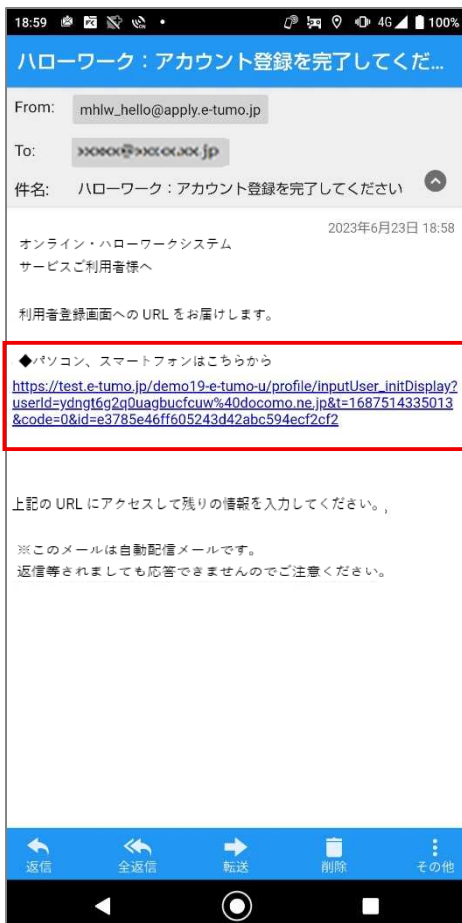 18:59
4G 100%
ハローワーク：アカウント登録を完了してくだ...
From: mhlw_hello@apply.e-tumo.jp
To: jp
件名: ハローワーク：アカウント登録を完了してください
2023年6月23日 18:58
オンライン・ハローワークシステム
サービスご利用者様へ
利用者登録画面への URL をお届けします。
◆パソコン、スマートフォンはこちらから
https://test.e-tumo.jp/demo19-e-tumo-u/profile/inputUser_initDisplay?
userId=ydngt6g2q0uagbucfcuw%40docomo.ne.jp&t=1687514335013
&code=0&id=e3785e46ff605243d42abc594ecf2cf2
上記の URL にアクセスして残りの情報を入力してください。,
※このメールは自動配信メールです。
返信等されましても応答できませんのでご注意ください。
返信 全返信 転送 削除 その他